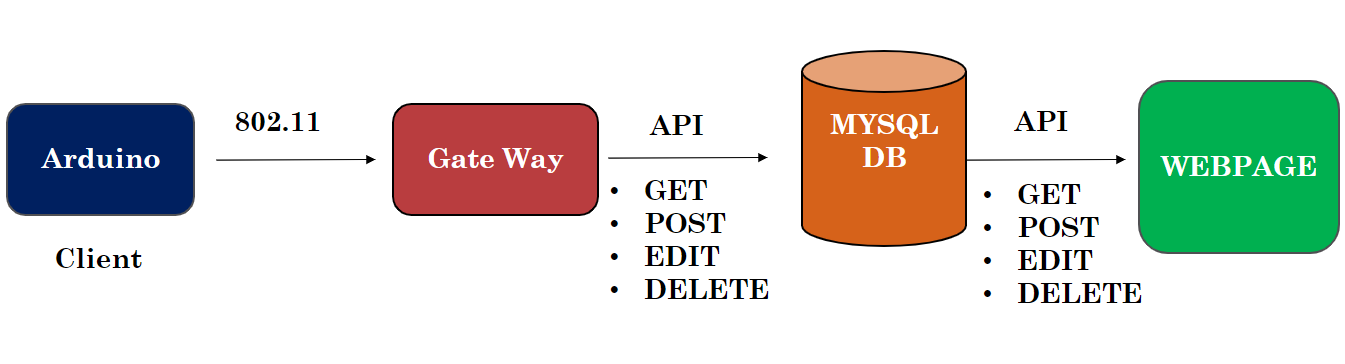 Arduino
Client
802.11
Gate Way
API
• GET
• POST
• EDIT
• DELETE
MYSQL
DB
API
• GET
• POST
• EDIT
• DELETE
WEBPAGE